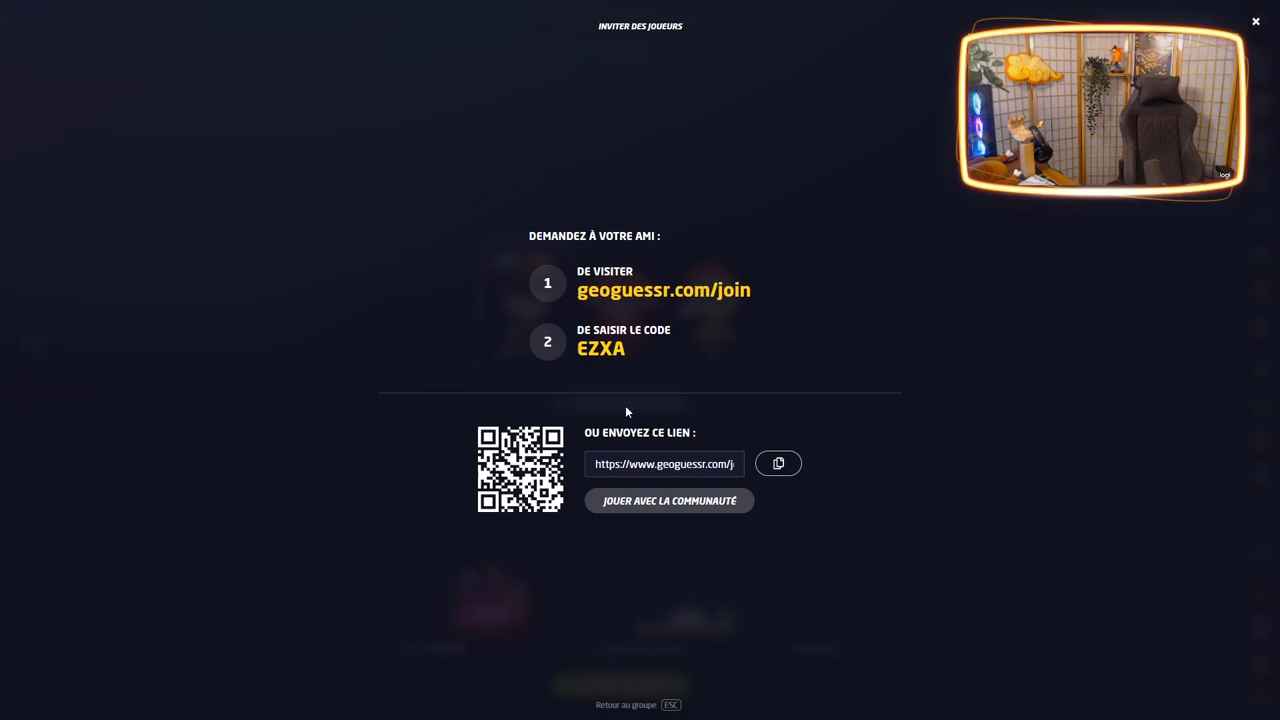 INVITER DES JOUEURS
logi
DEMANDEZ À VOTRE AMI :
1
DE VISITER
geoguessr.com/join
2
DE SAISIR LE CODE
EZXA
OU ENVOYEZ CE LIEN :
https://www.geoguessr.com/j
JOUER AVEC LA COMMUNAUTÉ
Retour au groupe ESC